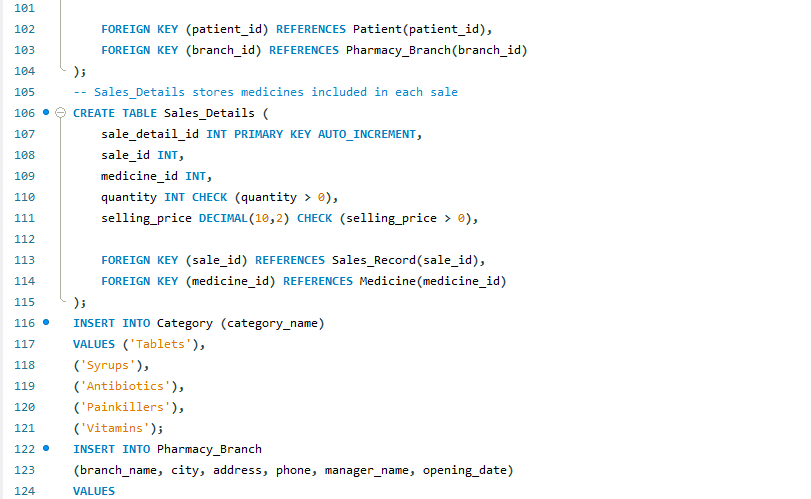 101
102 FOREIGN KEY (patient_id) REFERENCES Patient(patient_id),
103 FOREIGN KEY (branch_id) REFERENCES Pharmacy_Branch(branch_id)
104 );
105 -- Sales_Details stores medicines included in each sale
106 CREATE TABLE Sales_Details (
107 sale_detail_id INT PRIMARY KEY AUTO_INCREMENT,
108 sale_id INT,
109 medicine_id INT,
110 quantity INT CHECK (quantity > 0),
111 selling_price DECIMAL(10,2) CHECK (selling_price > 0),
112
113 FOREIGN KEY (sale_id) REFERENCES Sales_Record(sale_id),
114 FOREIGN KEY (medicine_id) REFERENCES Medicine(medicine_id)
115 );
116 INSERT INTO Category (category_name)
117 VALUES ('Tablets'),
118 ('Syrups'),
119 ('Antibiotics'),
120 ('Painkillers'),
121 ('Vitamins');
122 INSERT INTO Pharmacy_Branch
123 (branch_name, city, address, phone, manager_name, opening_date)
124 VALUES